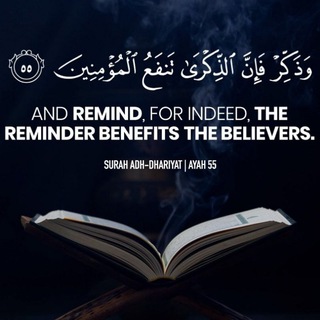 وَذَكِّرْ فَإِنَّ الذِّكْرَىٰ تَنفَعُ الْمُؤْمِنِينَ ٥٥
AND REMIND, FOR INDEED, THE
REMINDER BENEFITS THE BELIEVERS.
SURAH ADH-DHARIYAT | AYAH 55